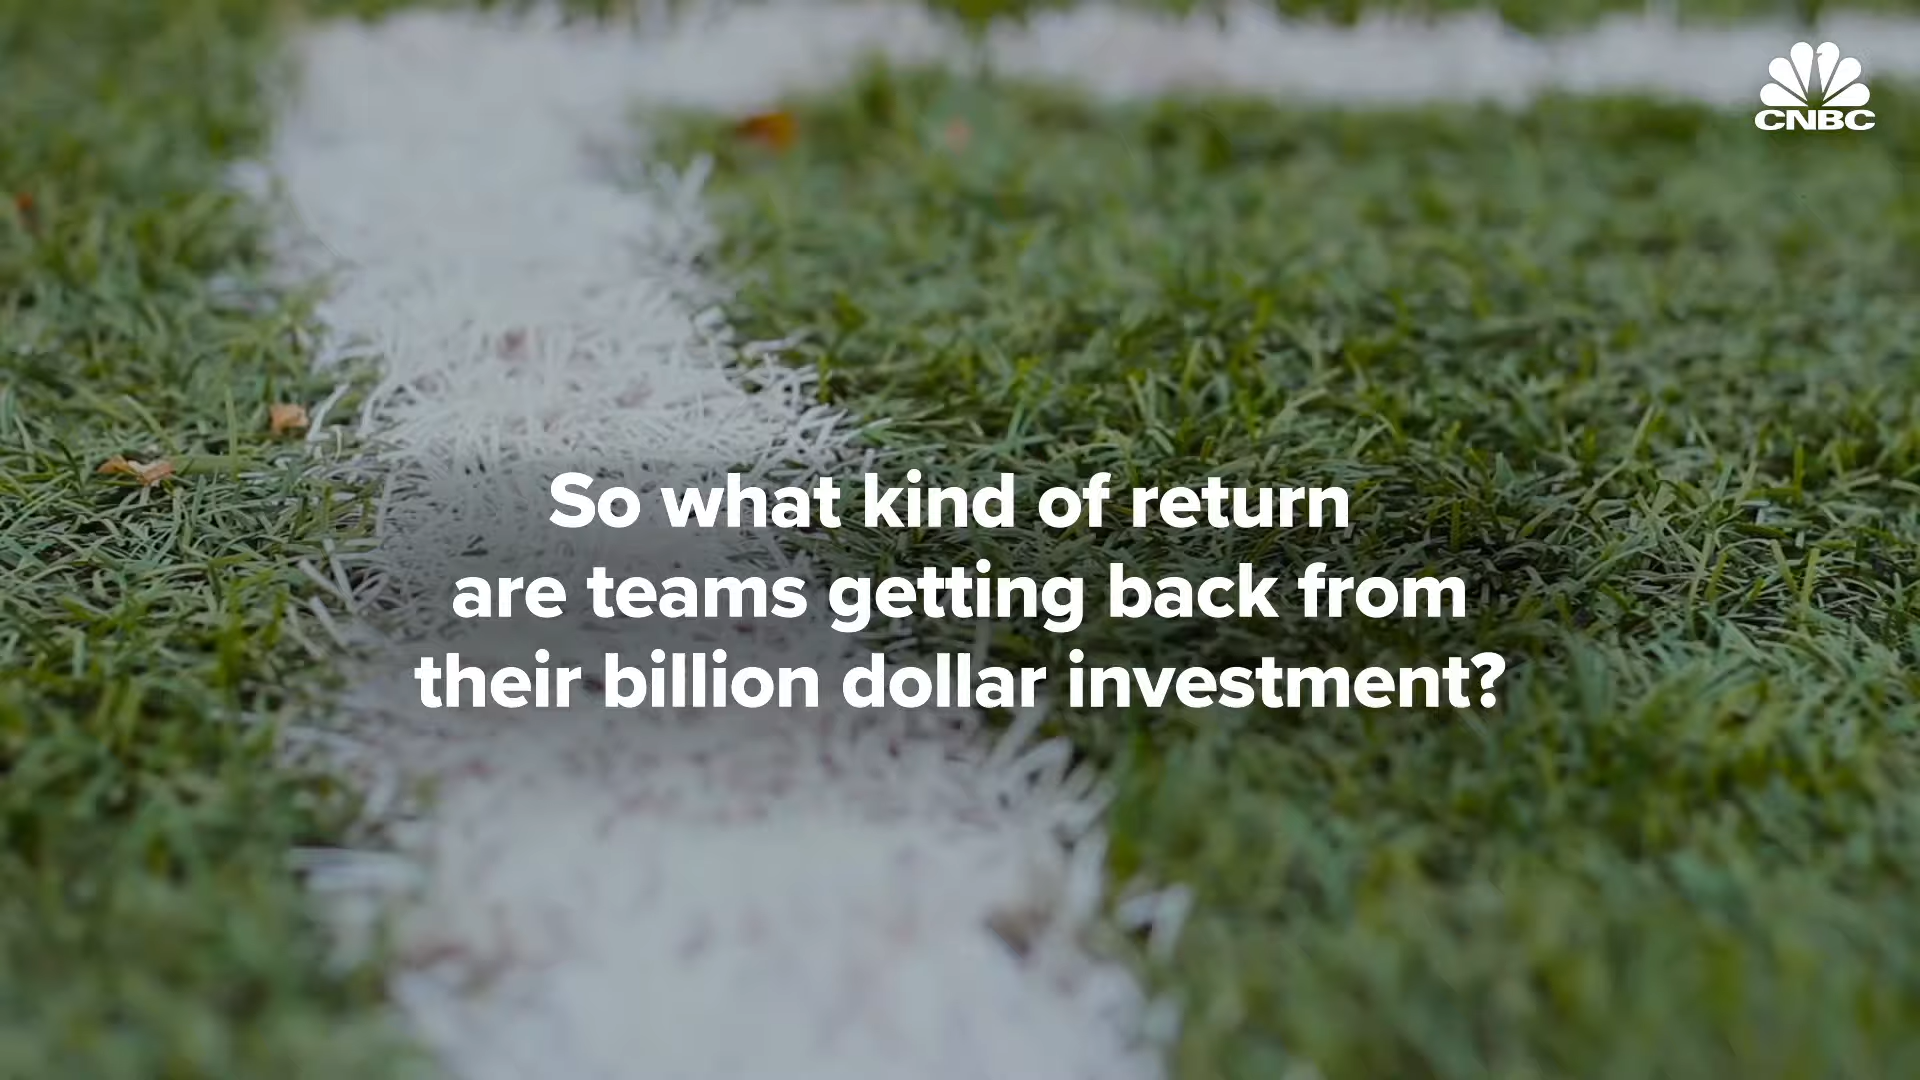 CNBC
So what kind of return
are teams getting back from
their billion dollar investment?